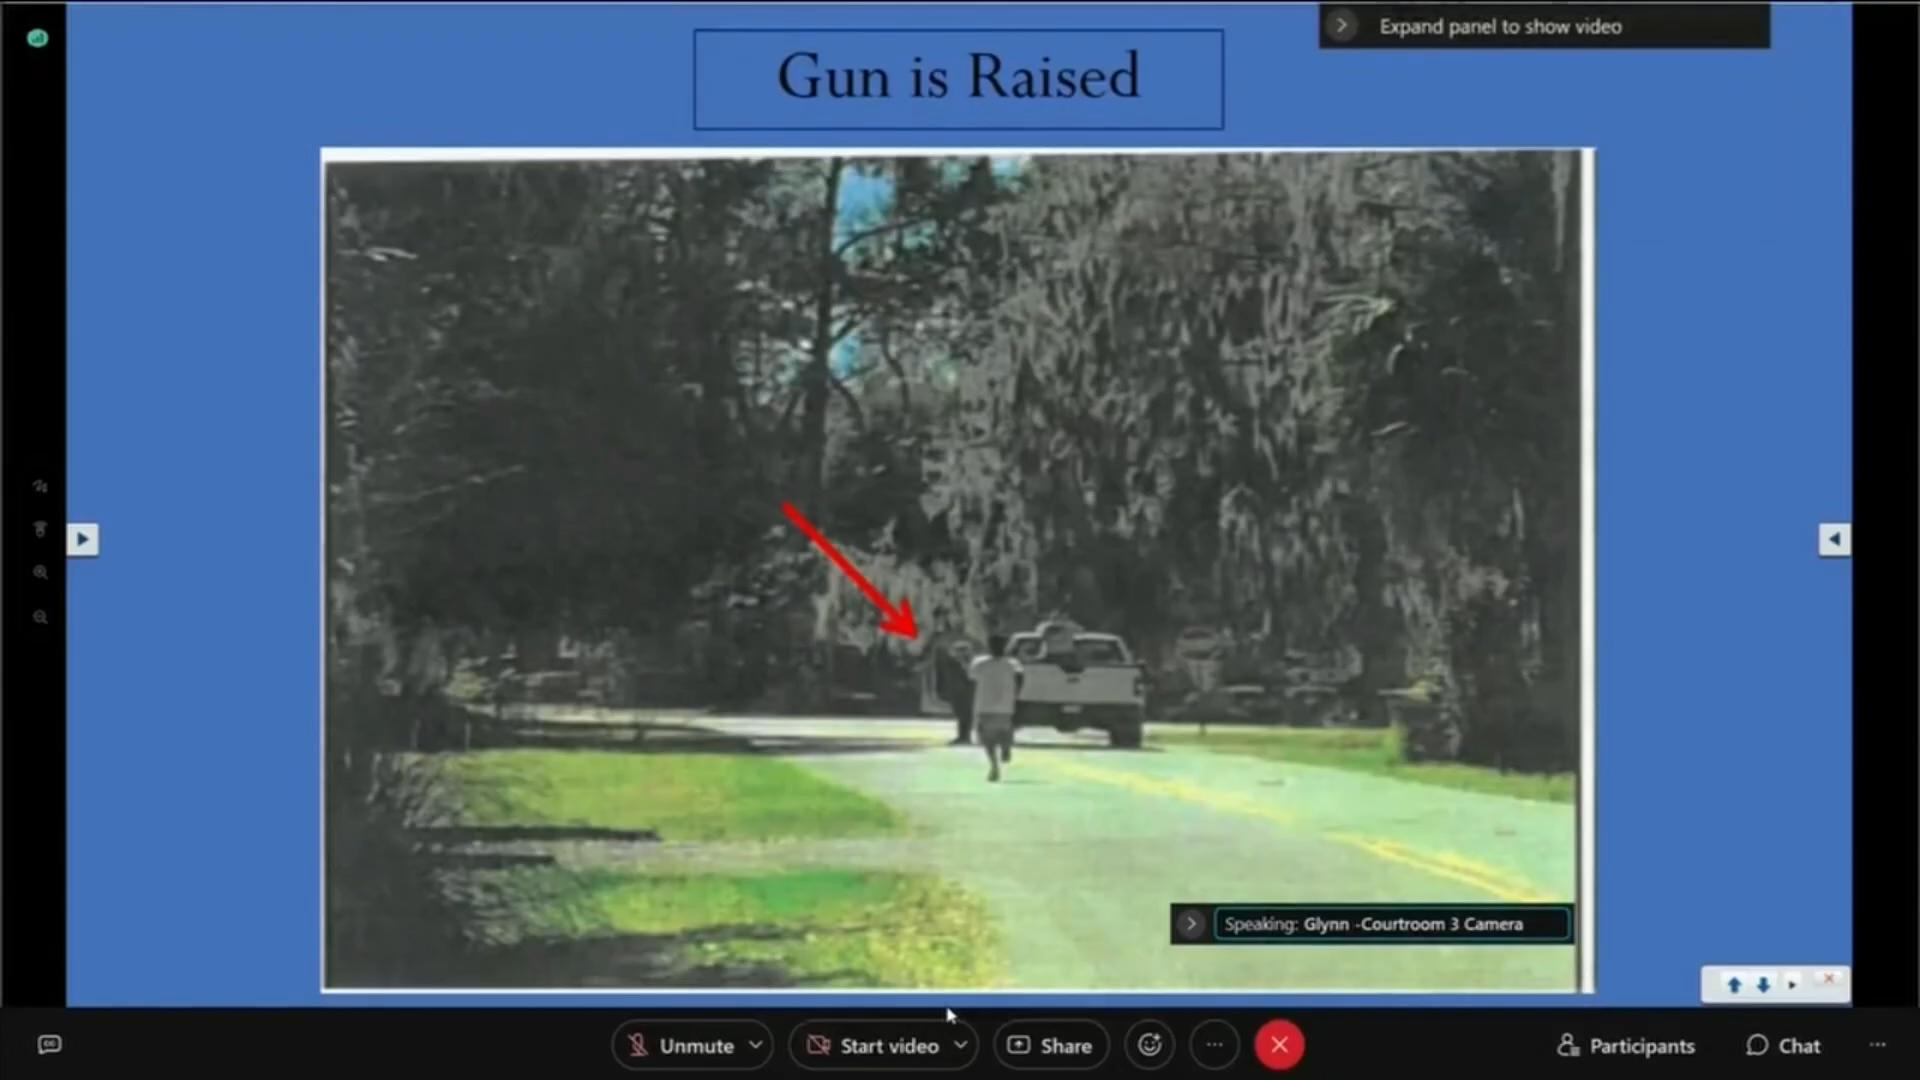 Expand panel to show video
Gun is Raised
Speaking: Glynn -Courtroom 3 Camera
Unmute
Start video
Share
Participants
Chat